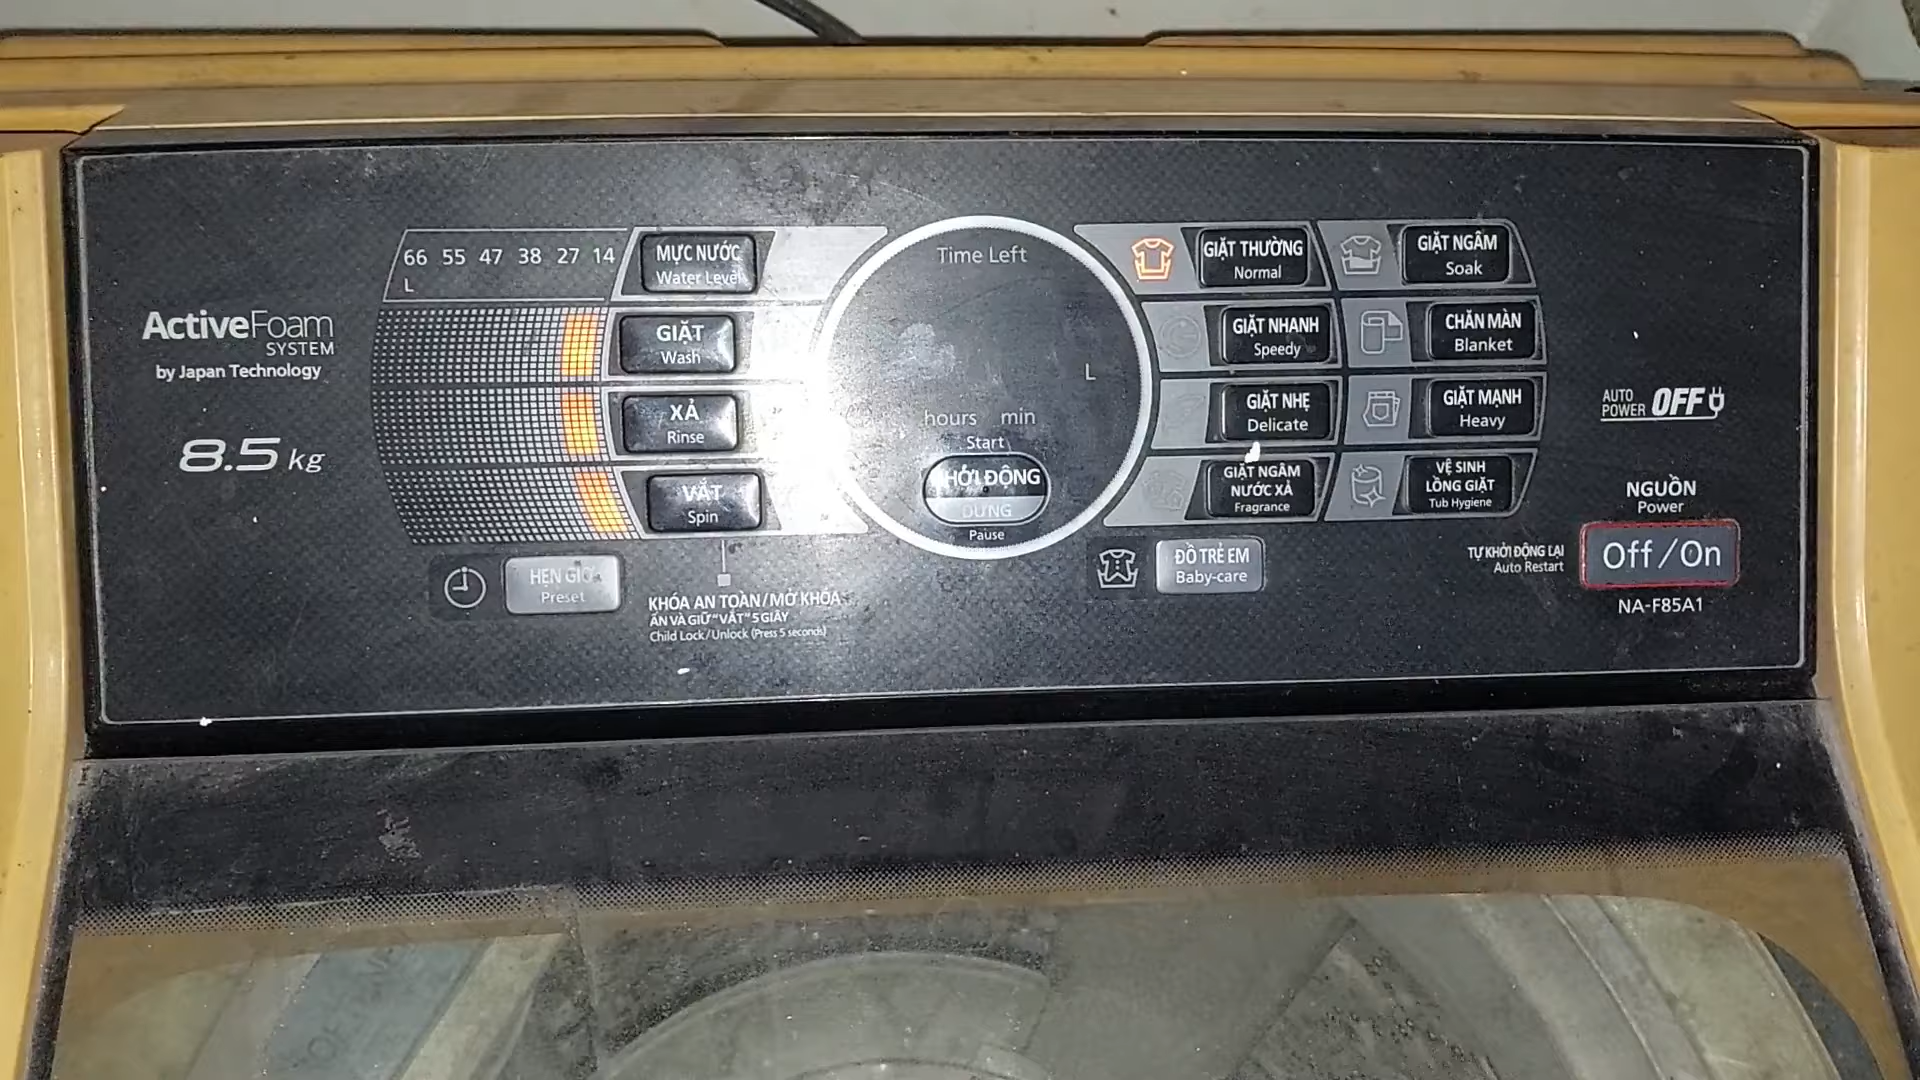 66 55 47 38 27 14
L
MỰC NƯỚC
Water Level
GIẶT
Wash
XẢ
Rinse
VẮT
Spin
ActiveFoam
SYSTEM
by Japan Technology
8.5 kg
HẸN GIỜ
Preset
KHÓA AN TOÀN/MỞ KHÓA
ẤN VÀ GIỮ "VẮT" 5 GIÂY
Child Lock/Unlock (Press 5 seconds)
Time Left
L
hours min
Start
KHỞI ĐỘNG
DỪNG
Pause
GIẶT THƯỜNG
Normal
GIẶT NGÂM
Soak
GIẶT NHANH
Speedy
CHĂN MÀN
Blanket
GIẶT NHẸ
Delicate
GIẶT MẠNH
Heavy
GIẶT NGÂM
NƯỚC XẢ
Fragrance
VỆ SINH
LỒNG GIẶT
Tub Hygiene
ĐỒ TRẺ EM
Baby-care
AUTO
POWER OFF
NGUỒN
Power
TỰ KHỞI ĐỘNG LẠI
Auto Restart
Off/On
NA-F85A1